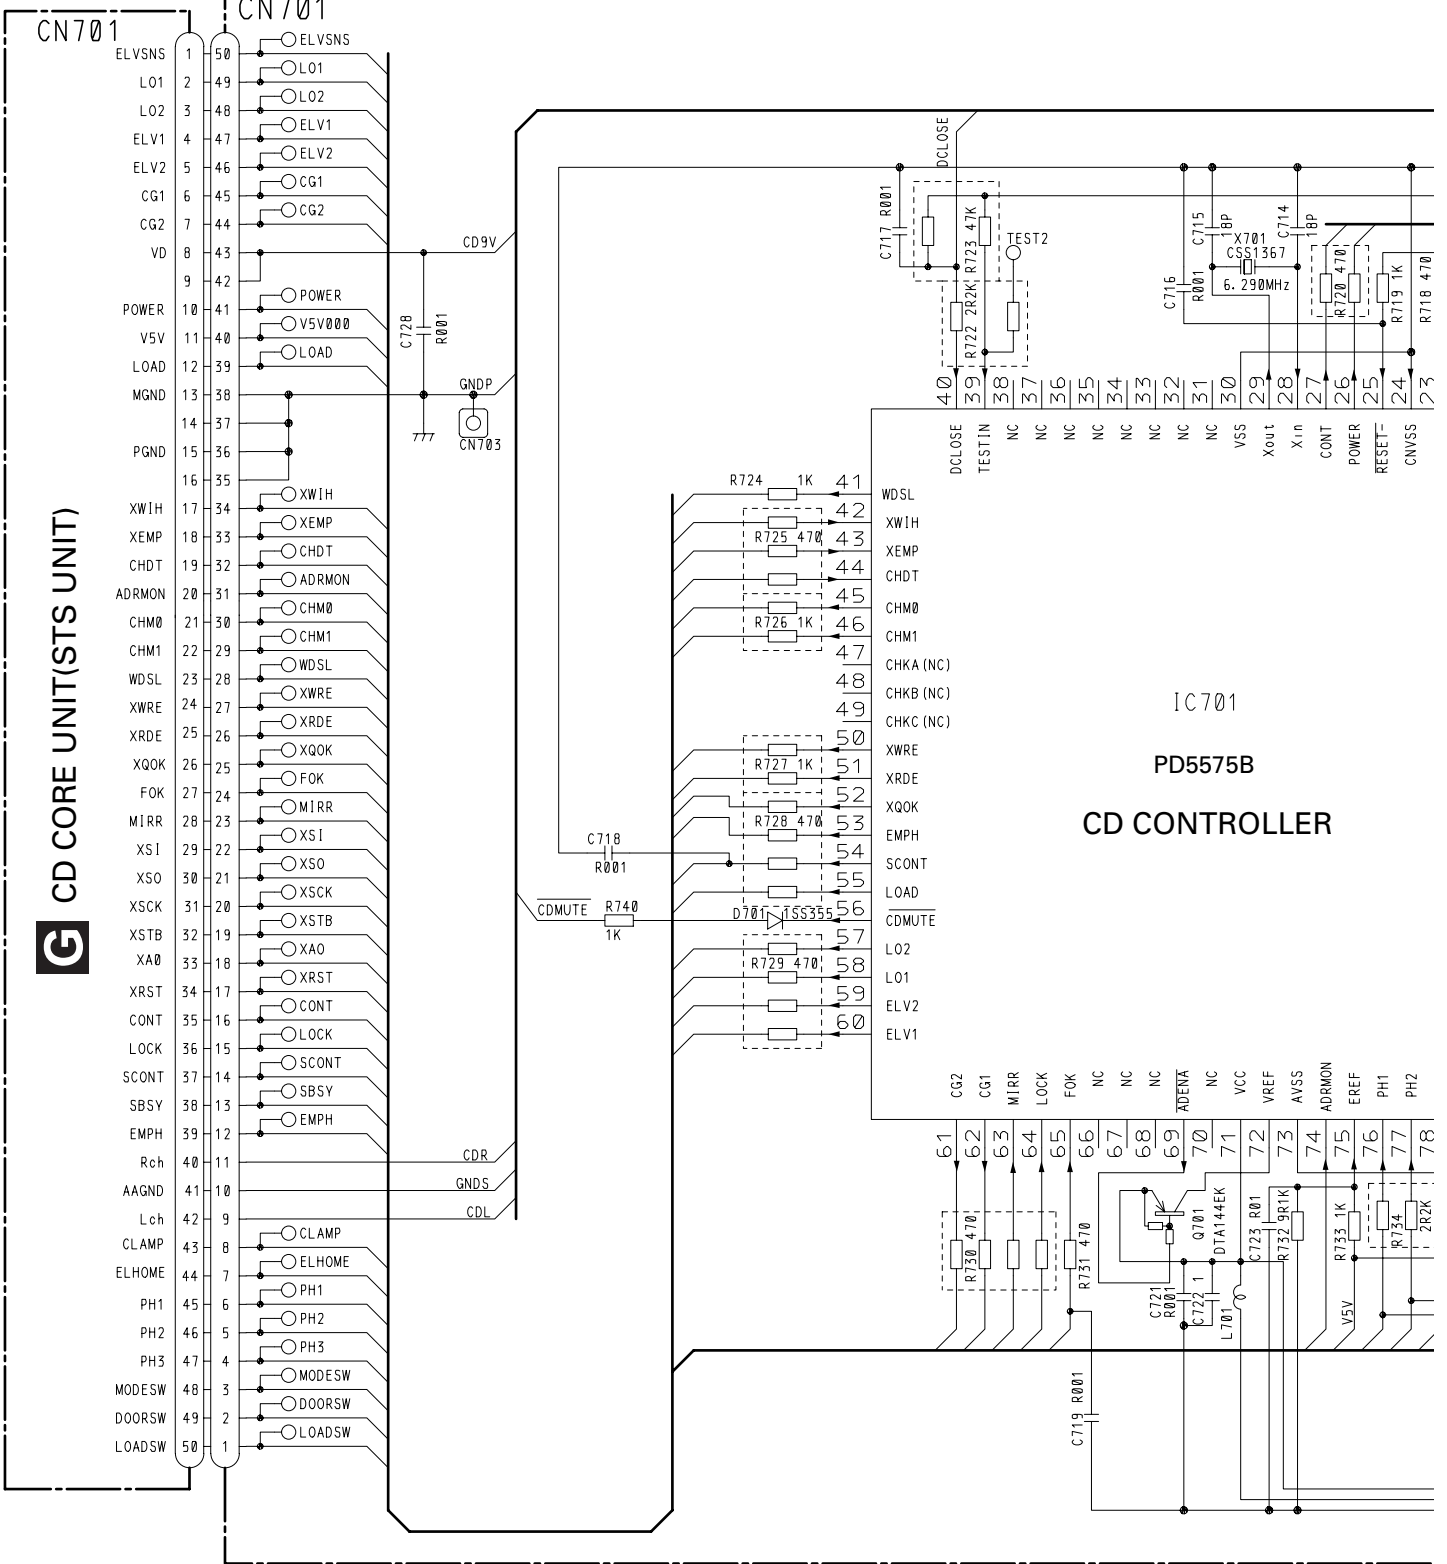 CN701
CN701
ELVSNS 1 50 ELVSNS
LO1 2 49 LO1
LO2 3 48 LO2
ELV1 4 47 ELV1
ELV2 5 46 ELV2
CG1 6 45 CG1
CG2 7 44 CG2
VD 8 43 CD9V
9 42
POWER 10 41 POWER
V5V 11 40 V5V000
LOAD 12 39 LOAD
MGND 13 38 GNDP
14 37
PGND 15 36
16 35
XWIH 17 34 XWIH
XEMP 18 33 XEMP
CHDT 19 32 CHDT
ADRMON 20 31 ADRMON
CHM0 21 30 CHM0
CHM1 22 29 CHM1
WDSL 23 28 WDSL
XWRE 24 27 XWRE
XRDE 25 26 XRDE
XQOK 26 25 XQOK
FOK 27 24 FOK
MIRR 28 23 MIRR
XSI 29 22 XSI
XSO 30 21 XSO
XSCK 31 20 XSCK
XSTB 32 19 XSTB
XA0 33 18 XAO
XRST 34 17 XRST
CONT 35 16 CONT
LOCK 36 15 LOCK
SCONT 37 14 SCONT
SBSY 38 13 SBSY
EMPH 39 12 EMPH
Rch 40 11 CDR
AAGND 41 10 GNDS
Lch 42 9 CDL
CLAMP 43 8 CLAMP
ELHOME 44 7 ELHOME
PH1 45 6 PH1
PH2 46 5 PH2
PH3 47 4 PH3
MODESW 48 3 MODESW
DOORSW 49 2 DOORSW
LOADSW 50 1 LOADSW
G CD CORE UNIT(STS UNIT)
C728 R001
CN703
DCLOSE
C717 R001
R723 47K
TEST2
R722 2R2K
C716 R001
C715 18P
X701
CSS1367
6.290MHz
C714 18P
R720 470
R719 1K
R718 470
40 39 38 37 36 35 34 33 32 31 30 29 28 27 26 25 24 23
DCLOSE TESTIN NC NC NC NC NC NC NC NC VSS Xout Xin CONT POWER RESET- CNVSS
R724 1K 41 WDSL
42 XWIH
R725 470 43 XEMP
44 CHDT
45 CHM0
R726 1K 46 CHM1
47 CHKA(NC)
48 CHKB(NC)
49 CHKC(NC)
50 XWRE
R727 1K 51 XRDE
52 XQOK
R728 470 53 EMPH
54 SCONT
C718 R001
55 LOAD
CDMUTE R740 1K D701 1SS355 56 CDMUTE
57 LO2
R729 470 58 LO1
59 ELV2
60 ELV1
IC701
PD5575B
CD CONTROLLER
CG2 CG1 MIRR LOCK FOK NC NC NC ADENA NC VCC VREF AVSS ADRMON EREF PH1 PH2
61 62 63 64 65 66 67 68 69 70 71 72 73 74 75 76 77 78
R730 470
R731 470
Q701
DTA144EK
C721 R001
C722 1
L701
C723 R01
R732 9R1K
R733 1K
V5V
R734 2R2K
C719 R001